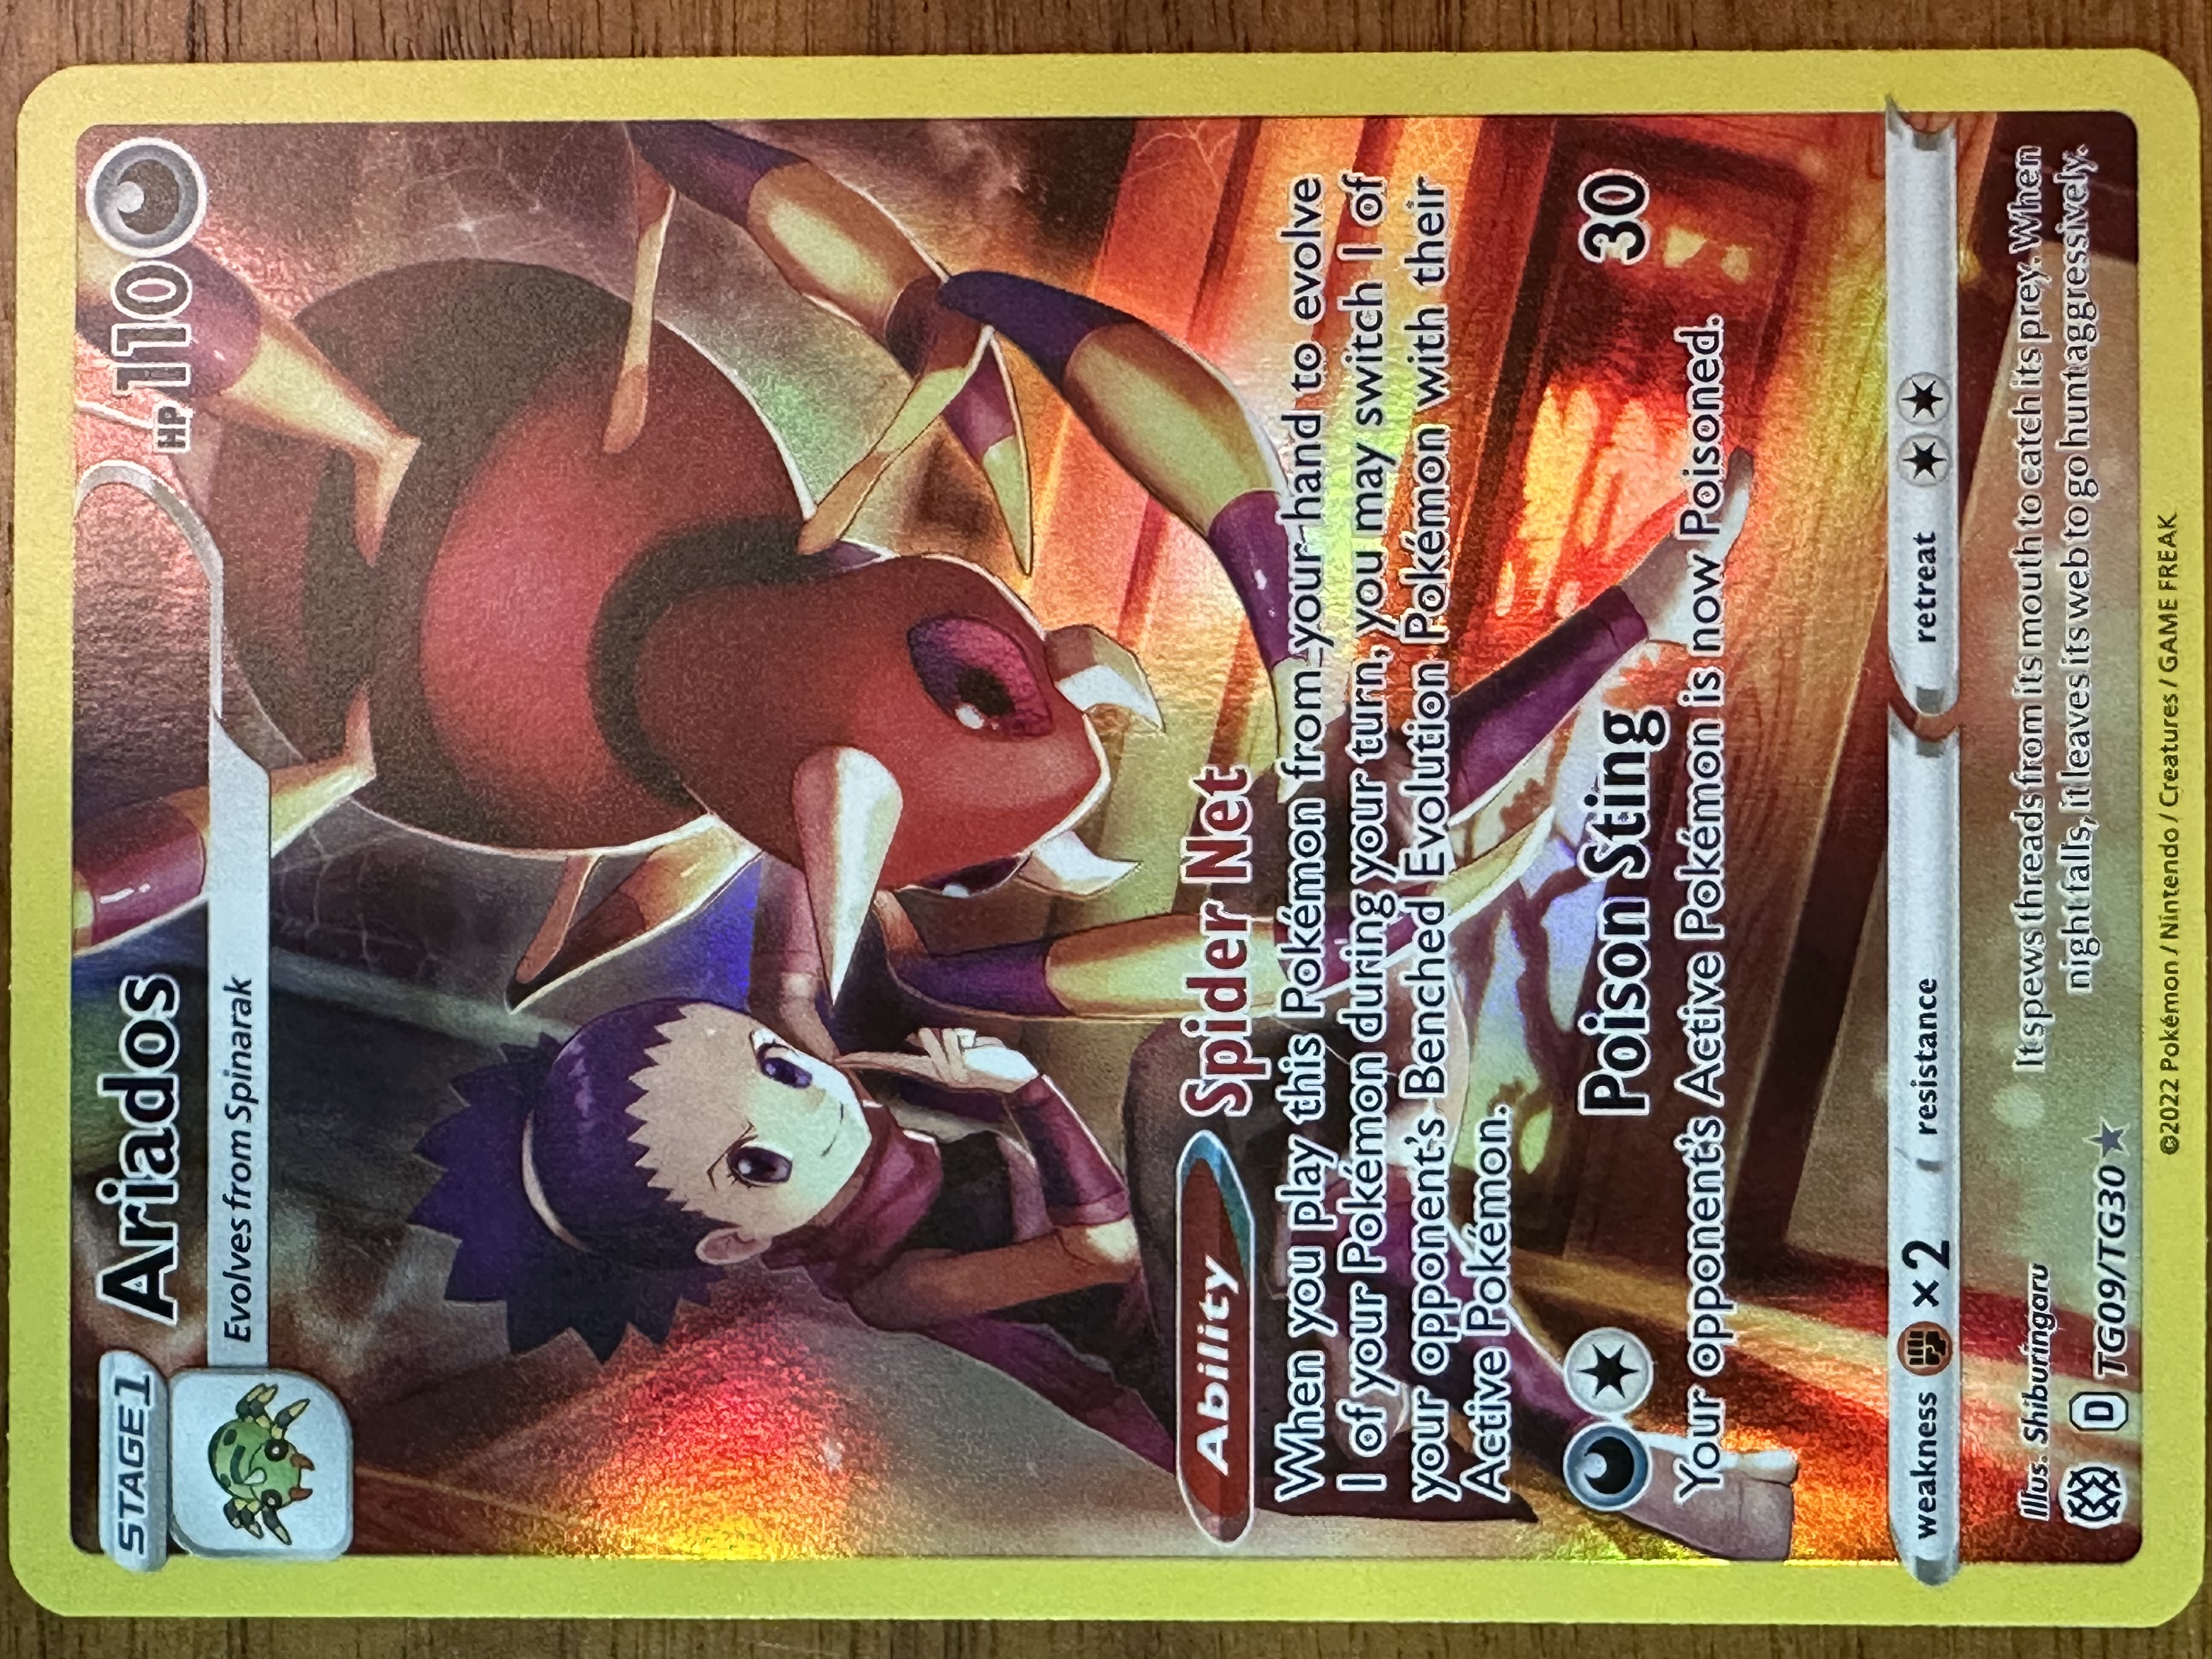 STAGE 1
Ariados
HP 110
Evolves from Spinarak
Ability Spider Net
When you play this Pokémon from your hand to evolve
1 of your Pokémon during your turn, you may switch 1 of
your opponent's Benched Evolution Pokémon with their
Active Pokémon.
Poison Sting 30
Your opponent's Active Pokémon is now Poisoned.
weakness ×2 resistance retreat
Illus. Shiburingaru
It spews threads from its mouth to catch its prey. When
night falls, it leaves its web to go hunt aggressively.
D TG09/TG30
©2022 Pokémon / Nintendo / Creatures / GAME FREAK